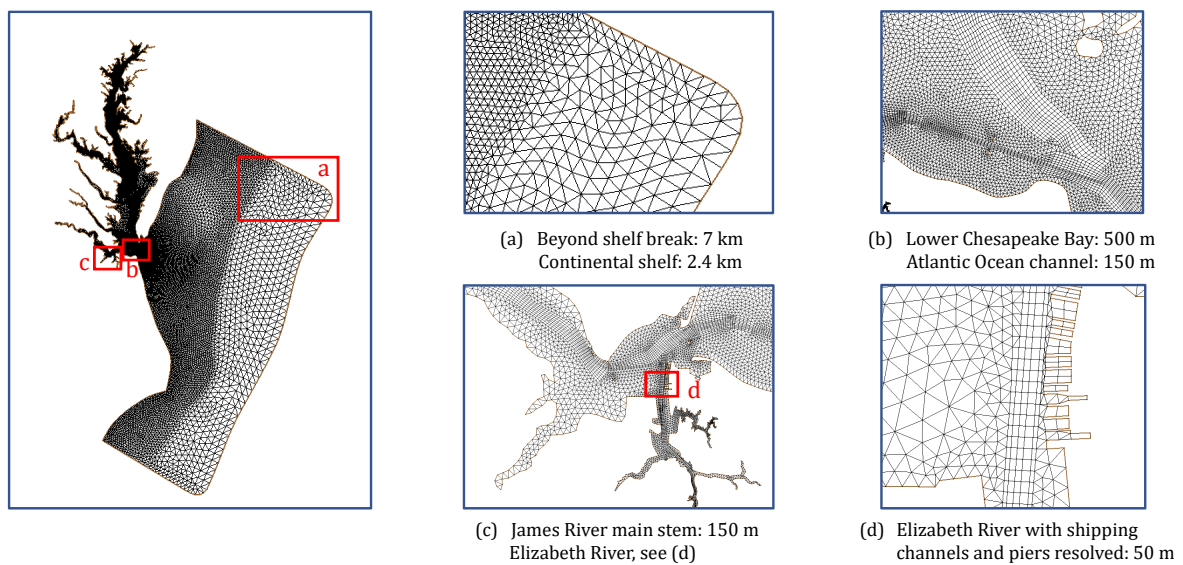 a
b
c
(a) Beyond shelf break: 7 km
Continental shelf: 2.4 km
(b) Lower Chesapeake Bay: 500 m
Atlantic Ocean channel: 150 m
d
(c) James River main stem: 150 m
Elizabeth River, see (d)
(d) Elizabeth River with shipping
channels and piers resolved: 50 m